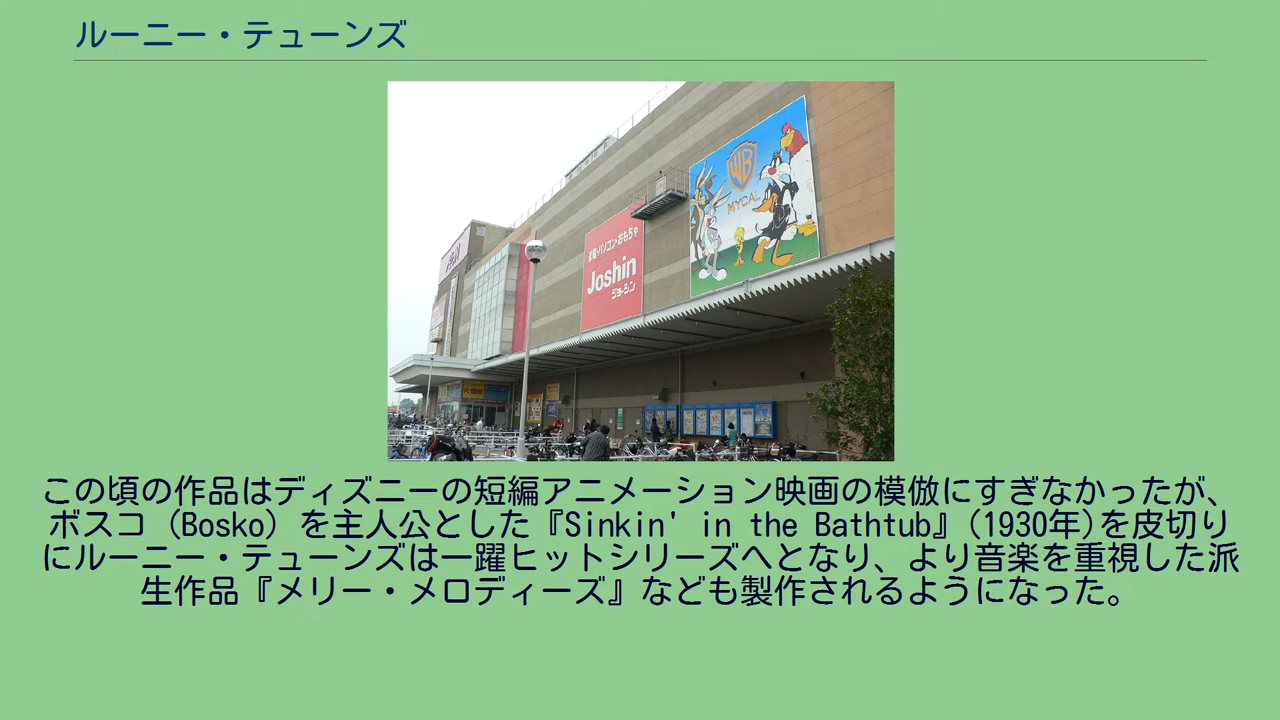 ルーニー・テューンズ
WB
MYCAL
家電・パソコン・おもちゃ
Joshin
ジョーシン
この頃の作品はディズニーの短編アニメーション映画の模倣にすぎなかったが、
ボスコ（Bosko）を主人公とした『Sinkin' in the Bathtub』(1930年)を皮切り
にルーニー・テューンズは一躍ヒットシリーズへとなり、より音楽を重視した派
生作品『メリー・メロディーズ』なども製作されるようになった。